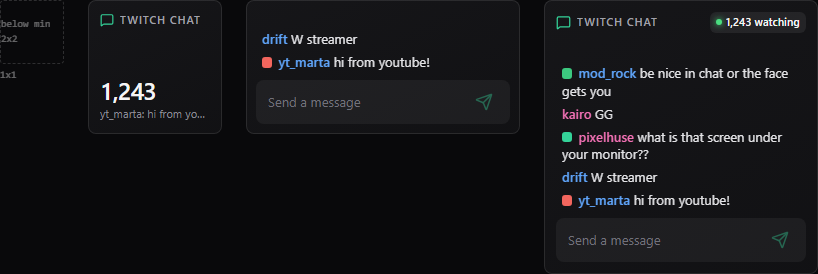 below min
2x2
1x1
TWITCH CHAT
1,243
yt_marta: hi from yo...
drift W streamer
yt_marta hi from youtube!
Send a message
TWITCH CHAT
1,243 watching
mod_rock be nice in chat or the face
gets you
kairo GG
pixelhuse what is that screen under
your monitor??
drift W streamer
yt_marta hi from youtube!
Send a message